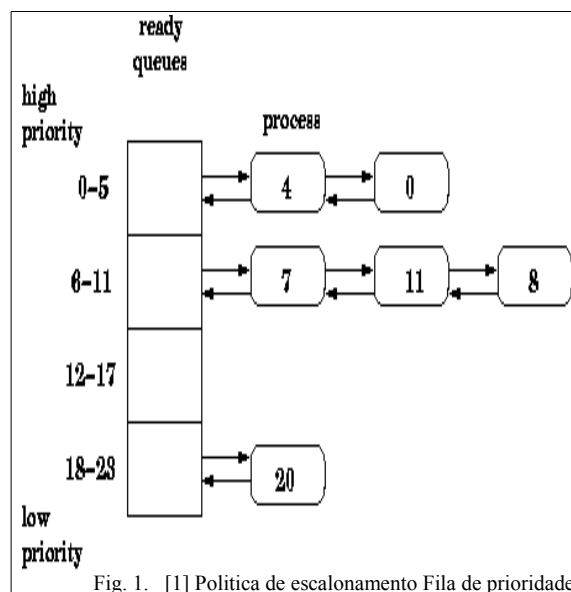 ready
queues
high
priority
process
0-5
4
0
6-11
7
11
8
12-17
18-23
20
low
priority
Fig. 1. [1] Politica de escalonamento Fila de prioridade